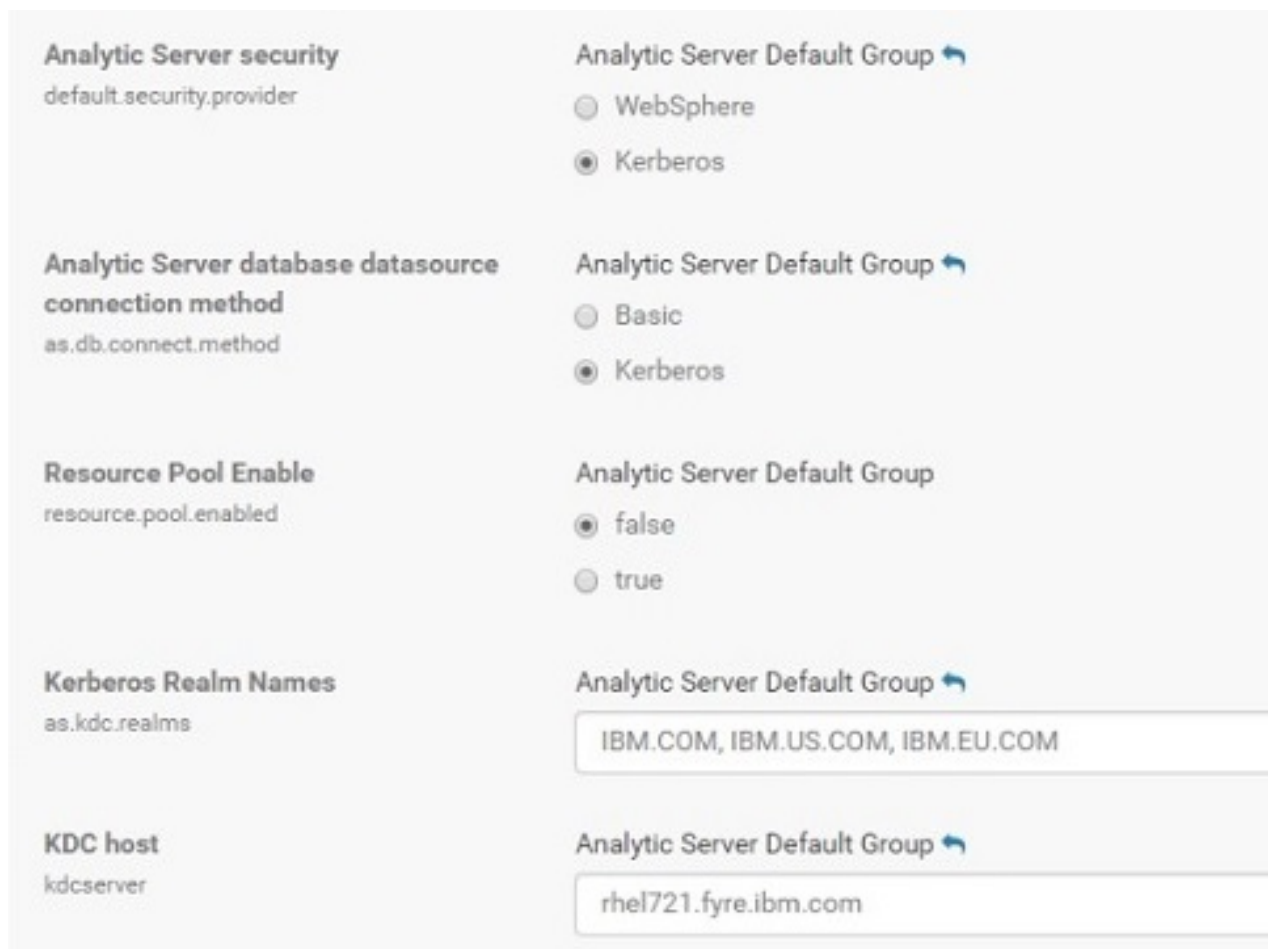 Analytic Server security
default.security.provider
Analytic Server Default Group
WebSphere
Kerberos
Analytic Server database datasource
connection method
as.db.connect.method
Analytic Server Default Group
Basic
Kerberos
Resource Pool Enable
resource.pool.enabled
Analytic Server Default Group
false
true
Kerberos Realm Names
as.kdc.realms
Analytic Server Default Group
IBM.COM, IBM.US.COM, IBM.EU.COM
KDC host
kdcserver
Analytic Server Default Group
rhel721.fyre.ibm.com